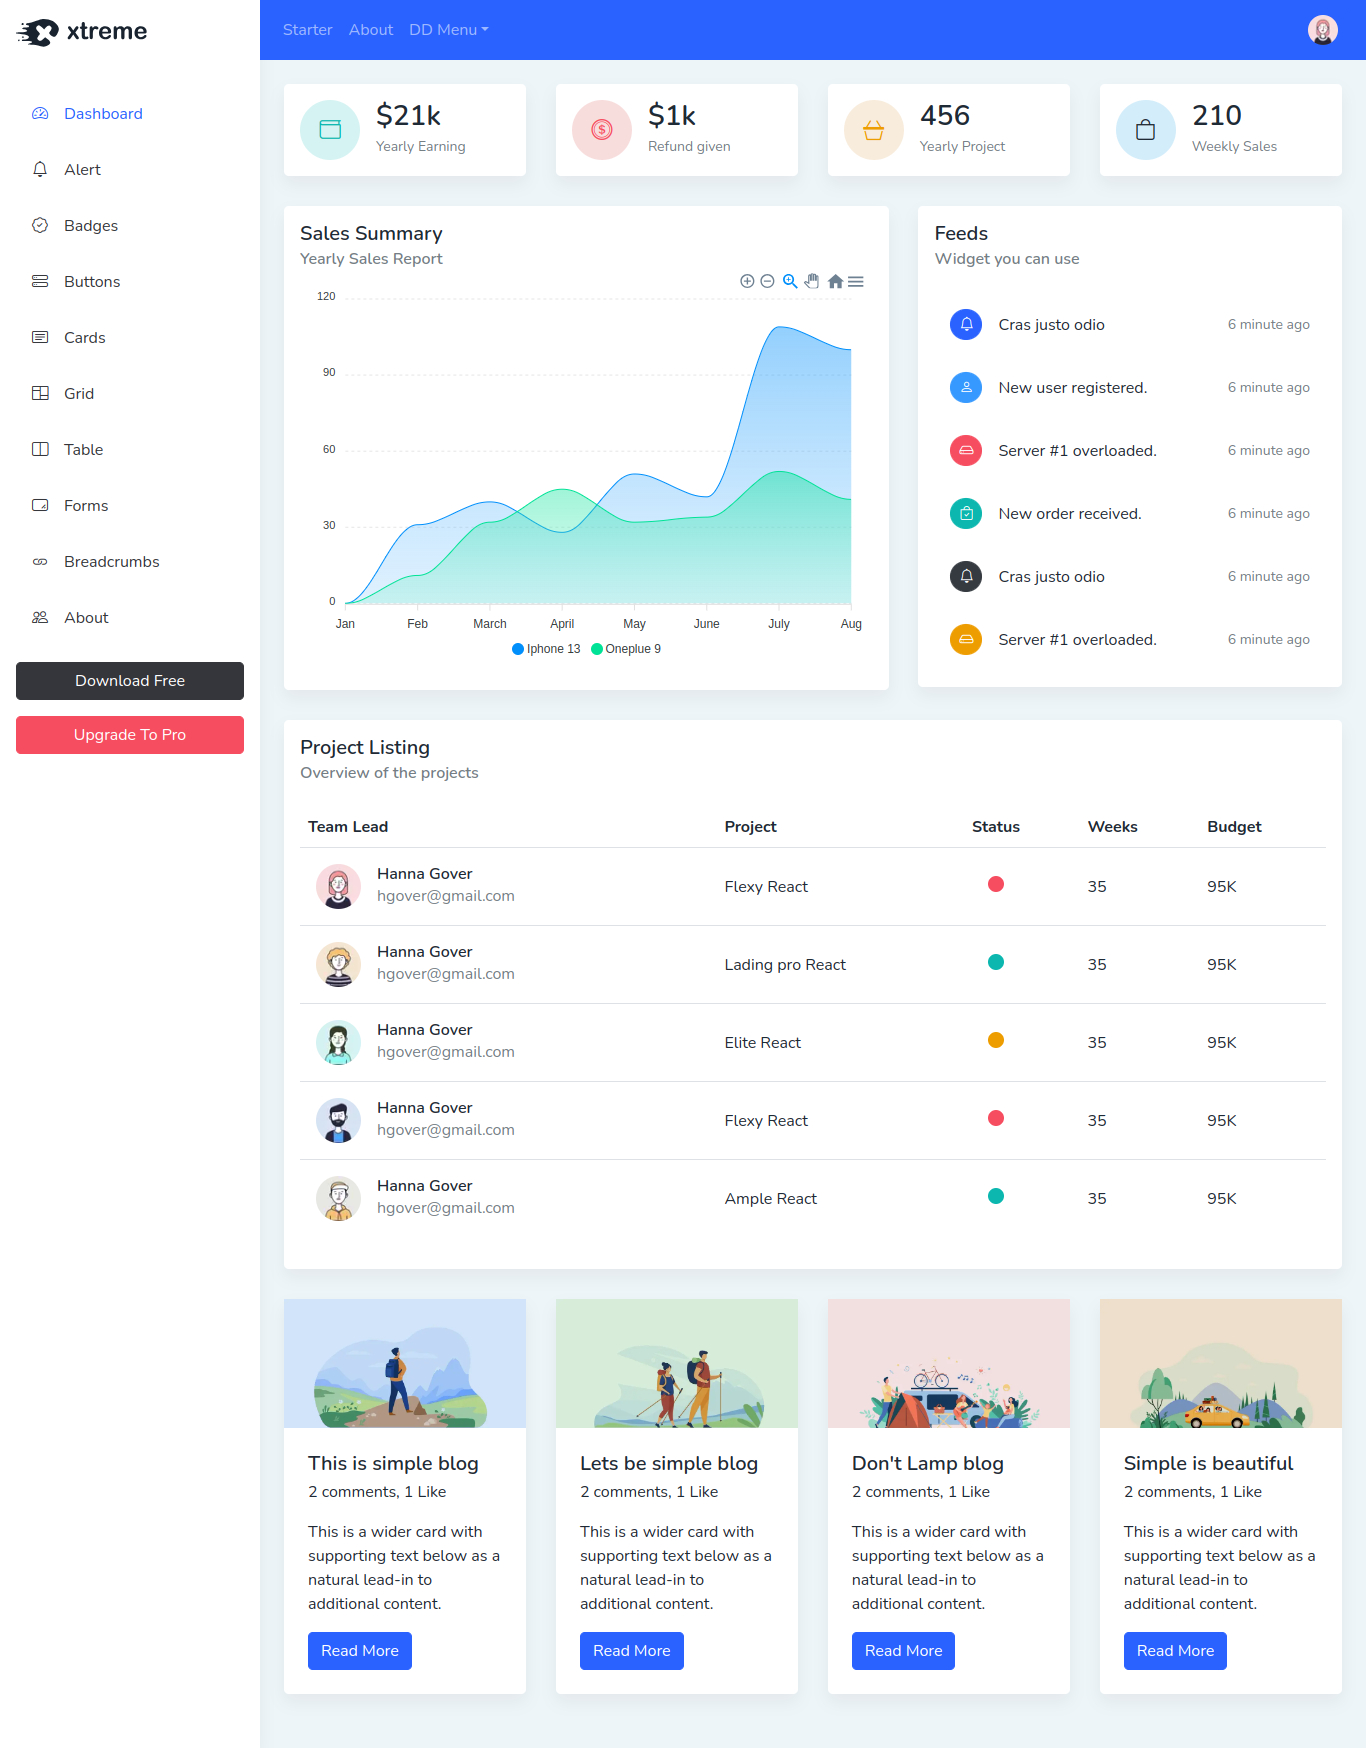 xtreme
Starter About DD Menu
Dashboard
Alert
Badges
Buttons
Cards
Grid
Table
Forms
Breadcrumbs
About
Download Free
Upgrade To Pro
$21k
Yearly Earning
$1k
Refund given
456
Yearly Project
210
Weekly Sales
Sales Summary
Yearly Sales Report
120
90
60
30
0
Jan Feb March April May June July Aug
Iphone 13 Oneplue 9
Feeds
Widget you can use
Cras justo odio 6 minute ago
New user registered. 6 minute ago
Server #1 overloaded. 6 minute ago
New order received. 6 minute ago
Cras justo odio 6 minute ago
Server #1 overloaded. 6 minute ago
Project Listing
Overview of the projects
Team Lead Project Status Weeks Budget
Hanna Gover
hgover@gmail.com
Flexy React 35 95K
Hanna Gover
hgover@gmail.com
Lading pro React 35 95K
Hanna Gover
hgover@gmail.com
Elite React 35 95K
Hanna Gover
hgover@gmail.com
Flexy React 35 95K
Hanna Gover
hgover@gmail.com
Ample React 35 95K
This is simple blog
2 comments, 1 Like
This is a wider card with
supporting text below as a
natural lead-in to
additional content.
Read More
Lets be simple blog
2 comments, 1 Like
This is a wider card with
supporting text below as a
natural lead-in to
additional content.
Read More
Don't Lamp blog
2 comments, 1 Like
This is a wider card with
supporting text below as a
natural lead-in to
additional content.
Read More
Simple is beautiful
2 comments, 1 Like
This is a wider card with
supporting text below as a
natural lead-in to
additional content.
Read More